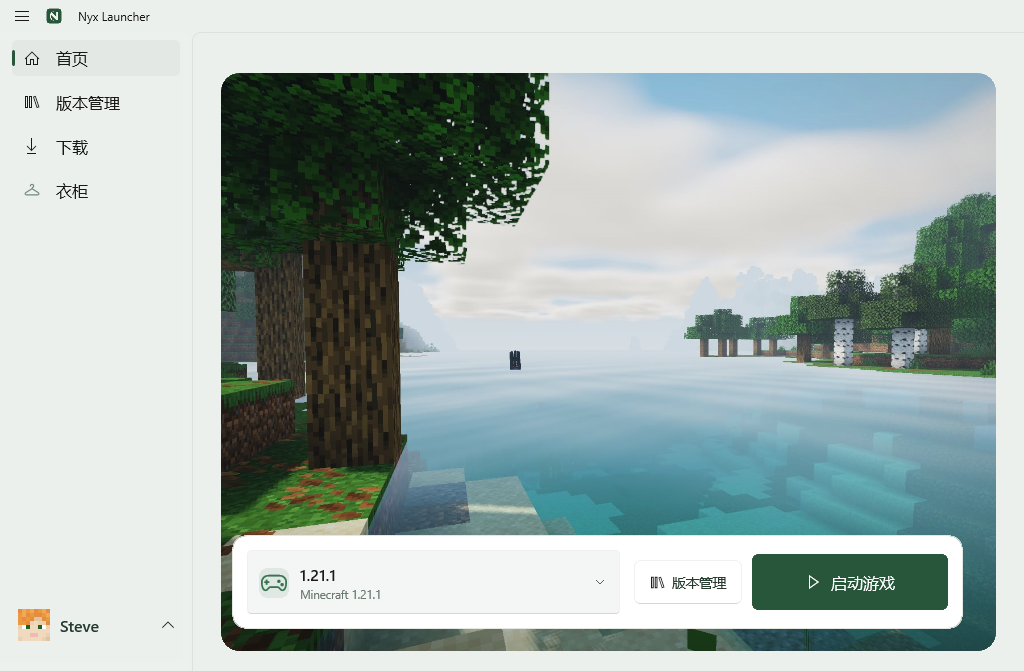 Nyx Launcher
首页
版本管理
下载
衣柜
1.21.1
Minecraft 1.21.1
版本管理
启动游戏
Steve